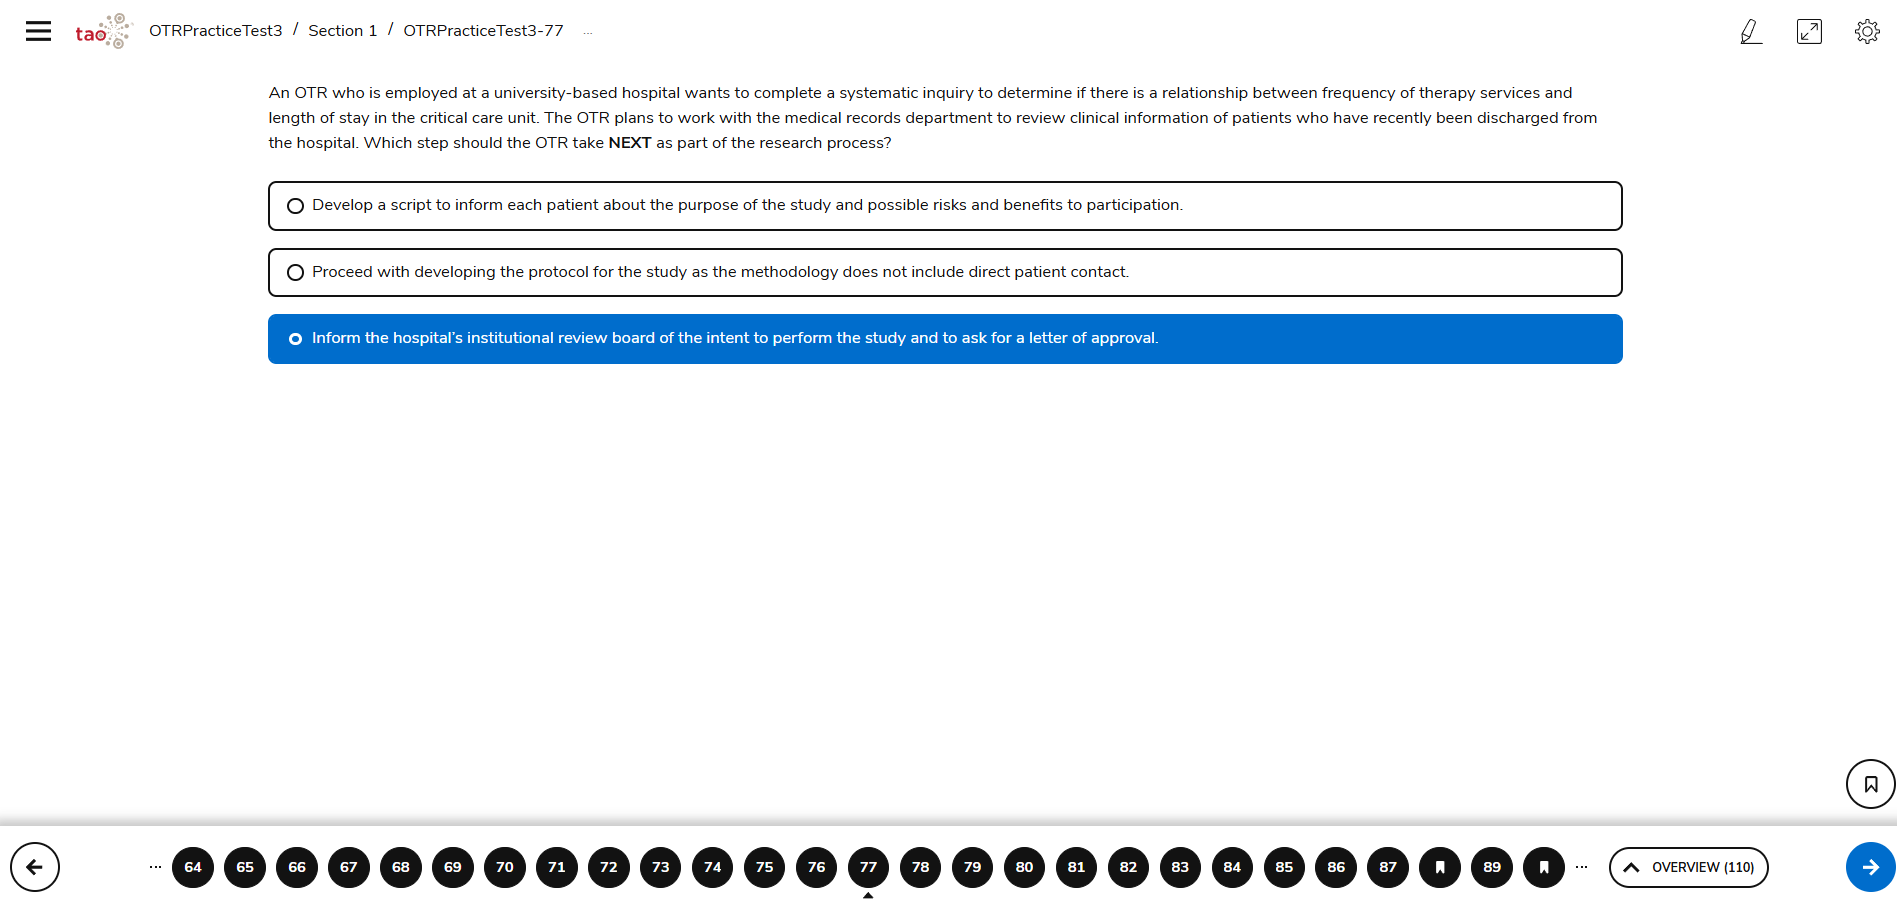 tao
OTRPracticeTest3 / Section 1 / OTRPracticeTest3-77 ...
An OTR who is employed at a university-based hospital wants to complete a systematic inquiry to determine if there is a relationship between frequency of therapy services and
length of stay in the critical care unit. The OTR plans to work with the medical records department to review clinical information of patients who have recently been discharged from
the hospital. Which step should the OTR take NEXT as part of the research process?
Develop a script to inform each patient about the purpose of the study and possible risks and benefits to participation.
Proceed with developing the protocol for the study as the methodology does not include direct patient contact.
Inform the hospital’s institutional review board of the intent to perform the study and to ask for a letter of approval.
... 64 65 66 67 68 69 70 71 72 73 74 75 76 77 78 79 80 81 82 83 84 85 86 87 89 ... OVERVIEW (110)